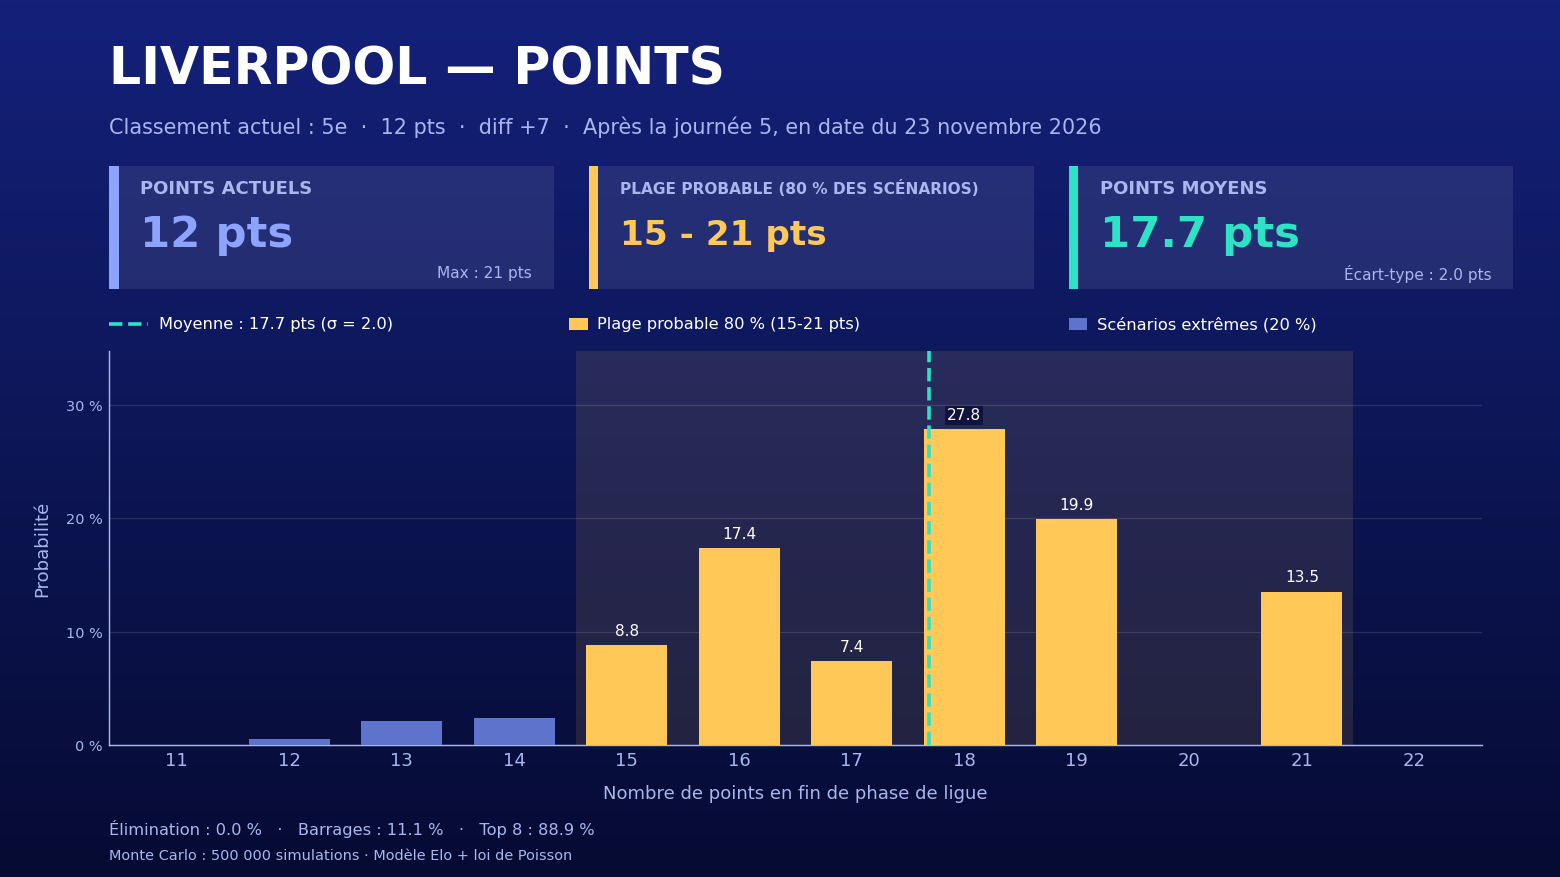 LIVERPOOL — POINTS
Classement actuel : 5e · 12 pts · diff +7 · Après la journée 5, en date du 23 novembre 2026
POINTS ACTUELS
12 pts
Max : 21 pts
PLAGE PROBABLE (80 % DES SCÉNARIOS)
15 - 21 pts
POINTS MOYENS
17.7 pts
Écart-type : 2.0 pts
Moyenne : 17.7 pts (σ = 2.0)
Plage probable 80 % (15-21 pts)
Scénarios extrêmes (20 %)
Probabilité
30 %
20 %
10 %
0 %
8.8
17.4
7.4
27.8
19.9
13.5
11 12 13 14 15 16 17 18 19 20 21 22
Nombre de points en fin de phase de ligue
Élimination : 0.0 % · Barrages : 11.1 % · Top 8 : 88.9 %
Monte Carlo : 500 000 simulations · Modèle Elo + loi de Poisson